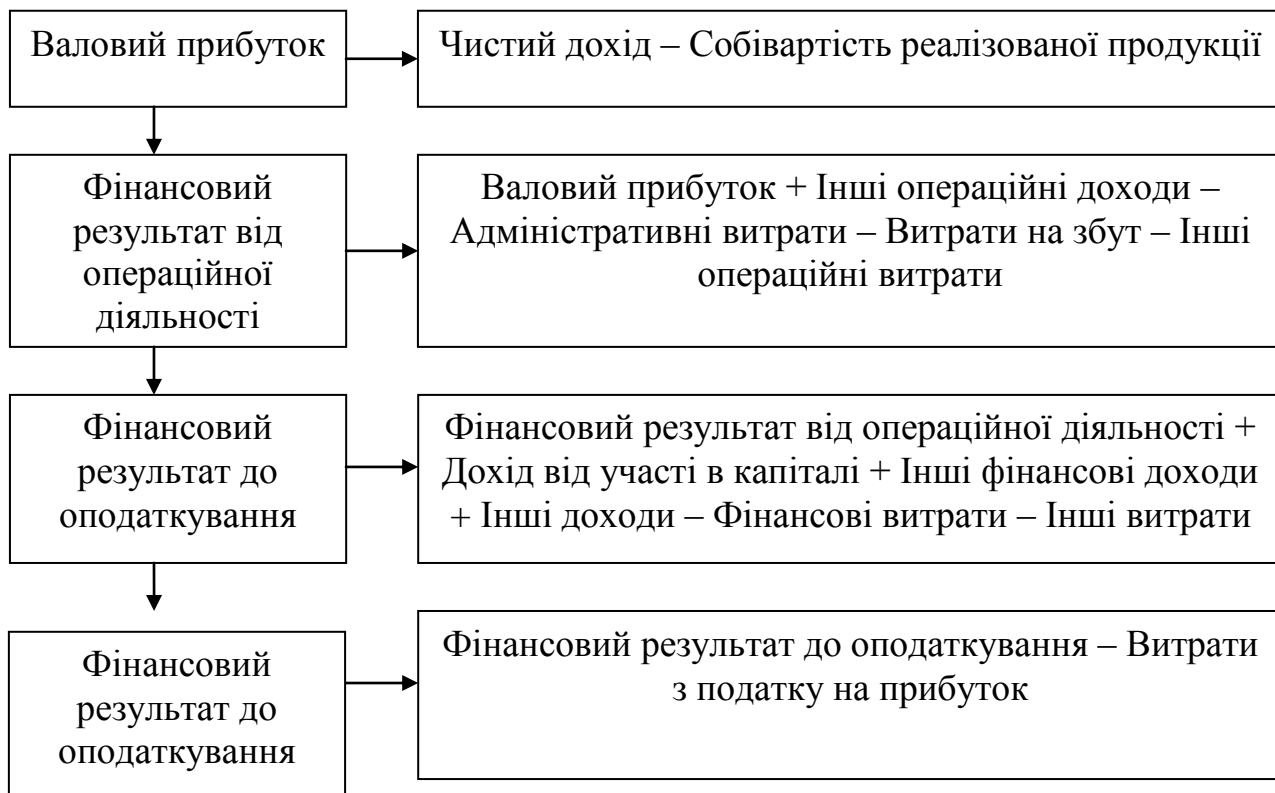 Валовий прибуток
Чистий дохід – Собівартість реалізованої продукції
Фінансовий
результат від
операційної
діяльності
Валовий прибуток + Інші операційні доходи –
Адміністративні витрати – Витрати на збут – Інші
операційні витрати
Фінансовий
результат до
оподаткування
Фінансовий результат від операційної діяльності +
Дохід від участі в капіталі + Інші фінансові доходи
+ Інші доходи – Фінансові витрати – Інші витрати
Фінансовий
результат до
оподаткування
Фінансовий результат до оподаткування – Витрати
з податку на прибуток